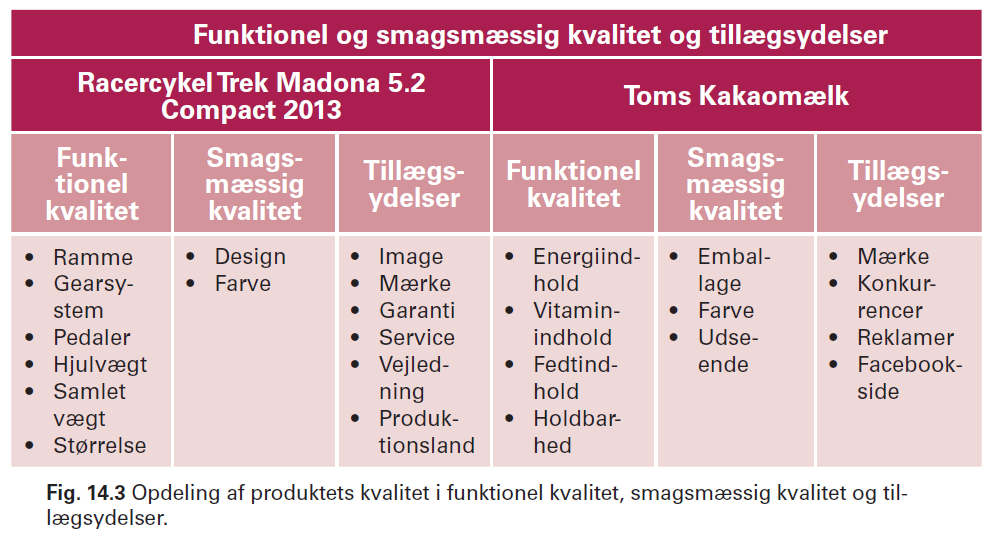 Funktionel og smagsmæssig kvalitet og tillægsydelser
Racercykel Trek Madona 5.2
Compact 2013
Toms Kakaomælk
Funk-
tionel
kvalitet
Smags-
mæssig
kvalitet
Tillægs-
ydelser
Funktionel
kvalitet
Smags-
mæssig
kvalitet
Tillægs-
ydelser
• Ramme
• Gearsy-
stem
• Pedaler
• Hjulvægt
• Samlet
vægt
• Størrelse
• Design
• Farve
• Image
• Mærke
• Garanti
• Service
• Vejled-
ning
• Produk-
tionsland
• Energiind-
hold
• Vitamin-
indhold
• Fedtind-
hold
• Holdbar-
hed
• Embal-
lage
• Farve
• Udse-
ende
• Mærke
• Konkur-
rencer
• Reklamer
• Facebook-
side
Fig. 14.3 Opdeling af produktets kvalitet i funktionel kvalitet, smagsmæssig kvalitet og til-
lægsydelser.